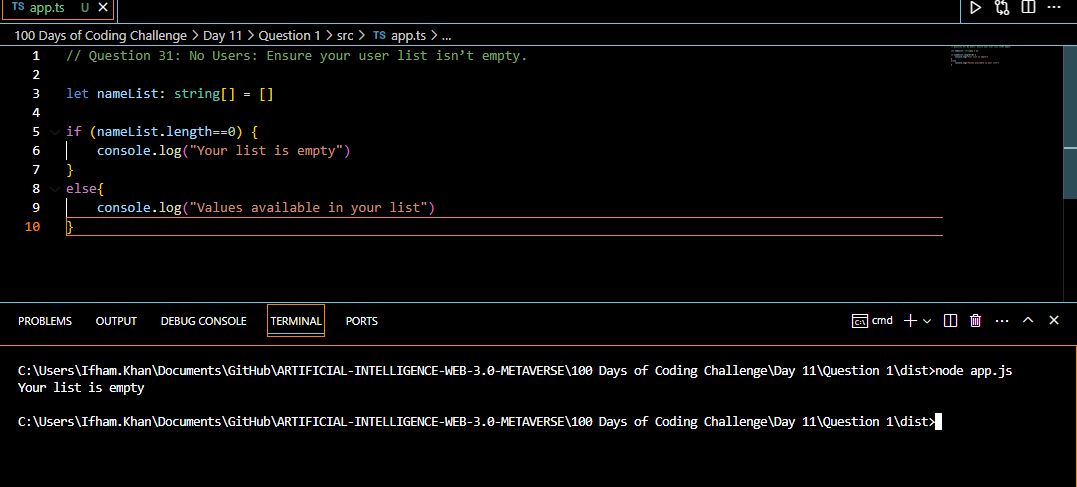 TS app.ts U
100 Days of Coding Challenge > Day 11 > Question 1 > src > TS app.ts > ...
1 // Question 31: No Users: Ensure your user list isn’t empty.
2
3 let nameList: string[] = []
4
5 if (nameList.length==0) {
6 console.log("Your list is empty")
7 }
8 else{
9 console.log("Values available in your list")
10 }
PROBLEMS OUTPUT DEBUG CONSOLE TERMINAL PORTS cmd
C:\Users\Ifham.Khan\Documents\GitHub\ARTIFICIAL-INTELLIGENCE-WEB-3.0-METAVERSE\100 Days of Coding Challenge\Day 11\Question 1\dist>node app.js
Your list is empty
C:\Users\Ifham.Khan\Documents\GitHub\ARTIFICIAL-INTELLIGENCE-WEB-3.0-METAVERSE\100 Days of Coding Challenge\Day 11\Question 1\dist>